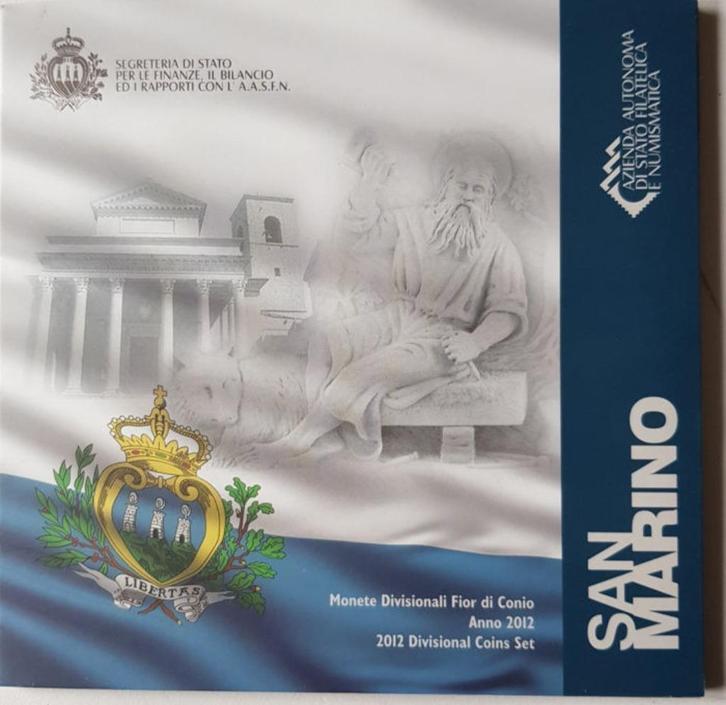 SEGRETERIA DI STATO
PER LE FINANZE, IL BILANCIO
ED I RAPPORTI CON L' A.A.S.F.N.
AZIENDA AUTONOMA
DI STATO FILATELICA
E NUMISMATICA
LIBERTAS
Monete Divisionali Fior di Conio
Anno 2012
2012 Divisional Coins Set
SAN
MARINO